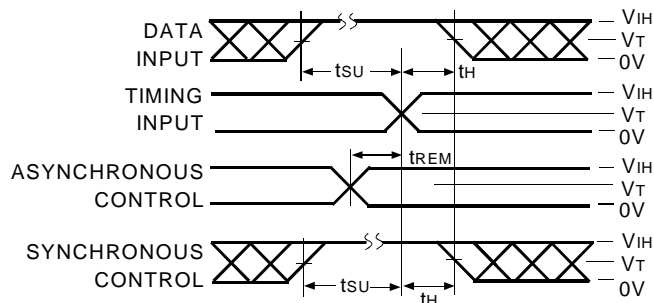 DATA
INPUT
tSU
tH
VIH
VT
0V
TIMING
INPUT
VIH
VT
0V
tREM
ASYNCHRONOUS
CONTROL
VIH
VT
0V
SYNCHRONOUS
CONTROL
tSU
tH
VIH
VT
0V